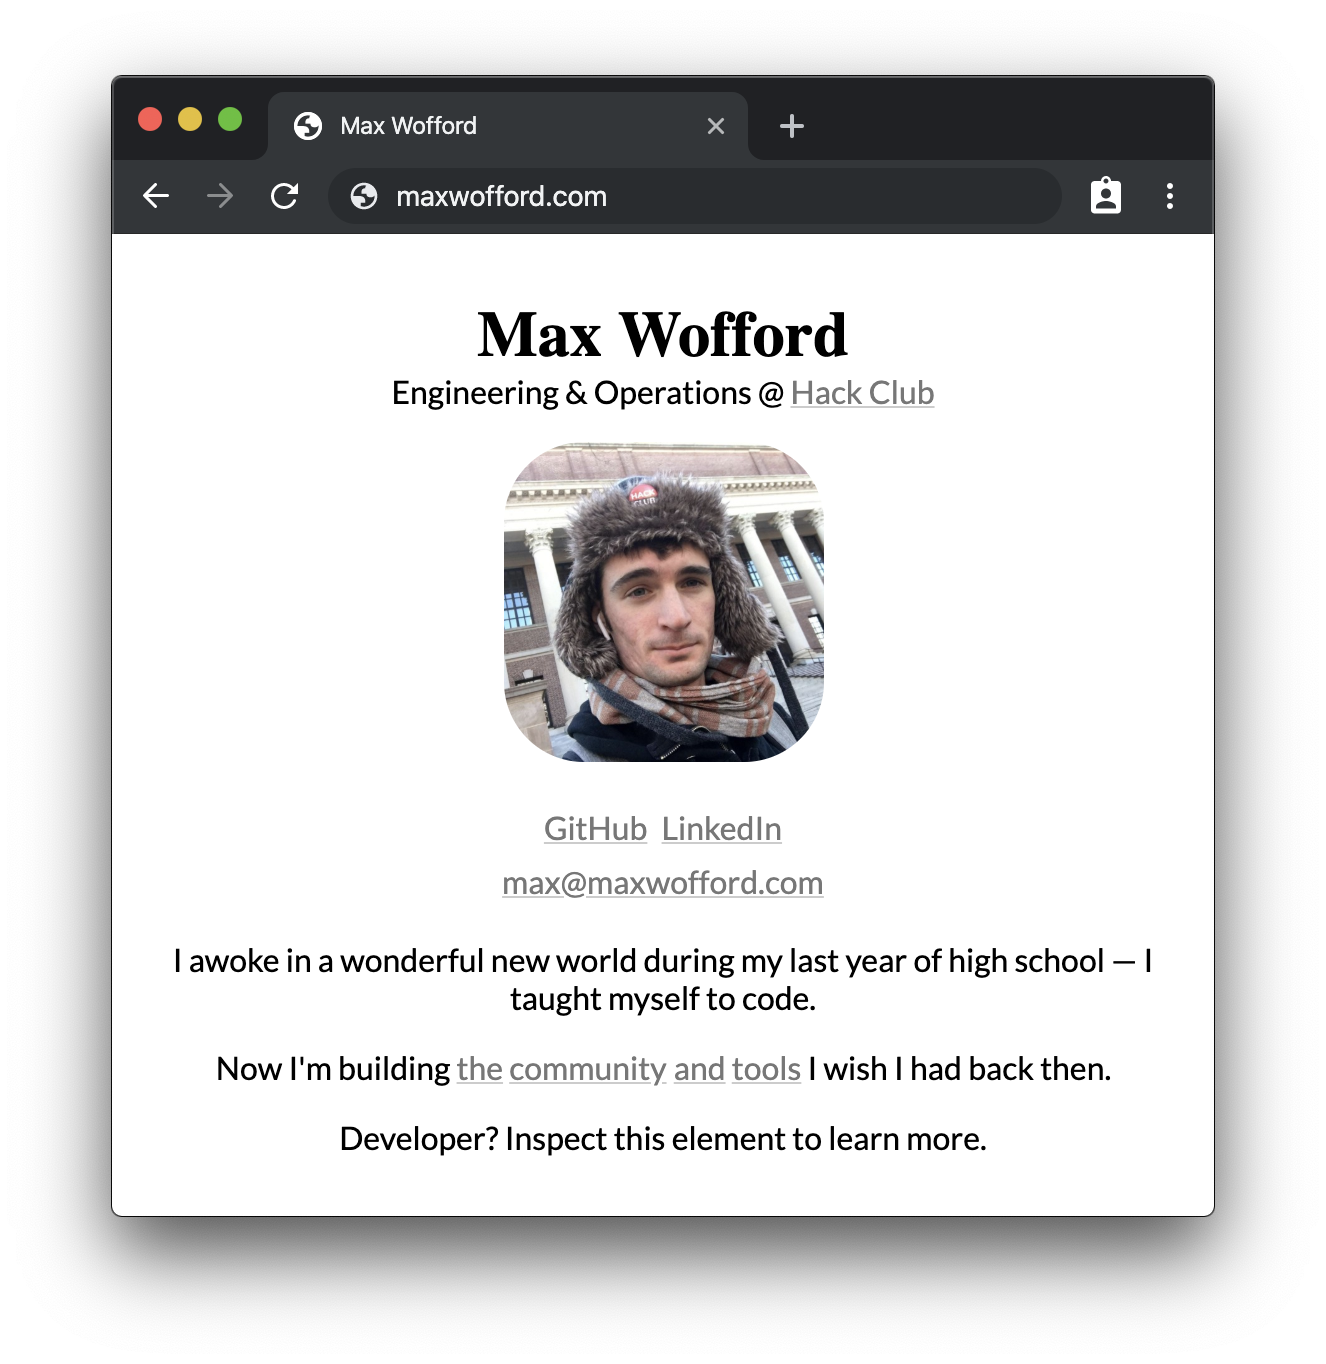 Max Wofford
maxwofford.com
Max Wofford
Engineering & Operations @ Hack Club
HACK
CLUB
GitHub LinkedIn
max@maxwofford.com
I awoke in a wonderful new world during my last year of high school — I
taught myself to code.
Now I'm building the community and tools I wish I had back then.
Developer? Inspect this element to learn more.